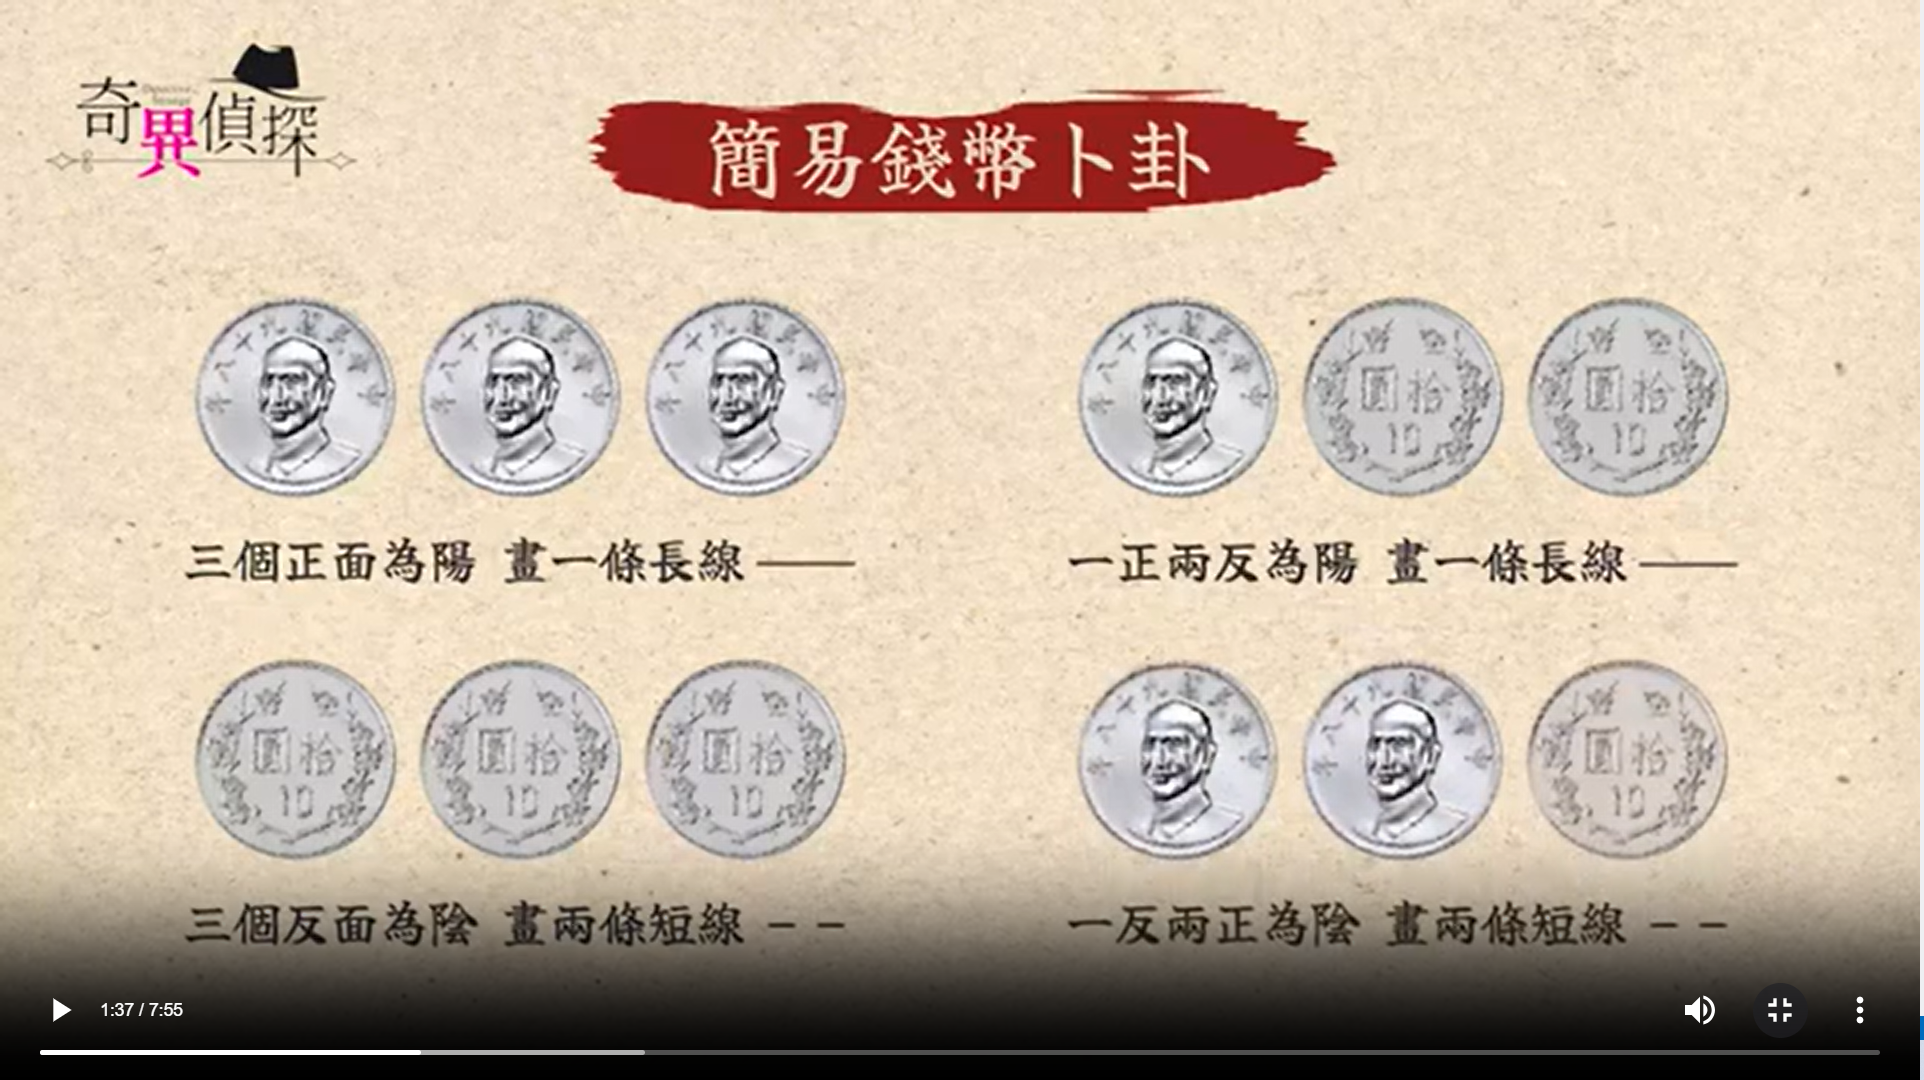 奇異偵探
簡易錢幣卜卦
三個正面為陽 畫一條長線
一正兩反為陽 畫一條長線
三個反面為陰 畫兩條短線
一反兩正為陰 畫兩條短線
1:37 / 7:55